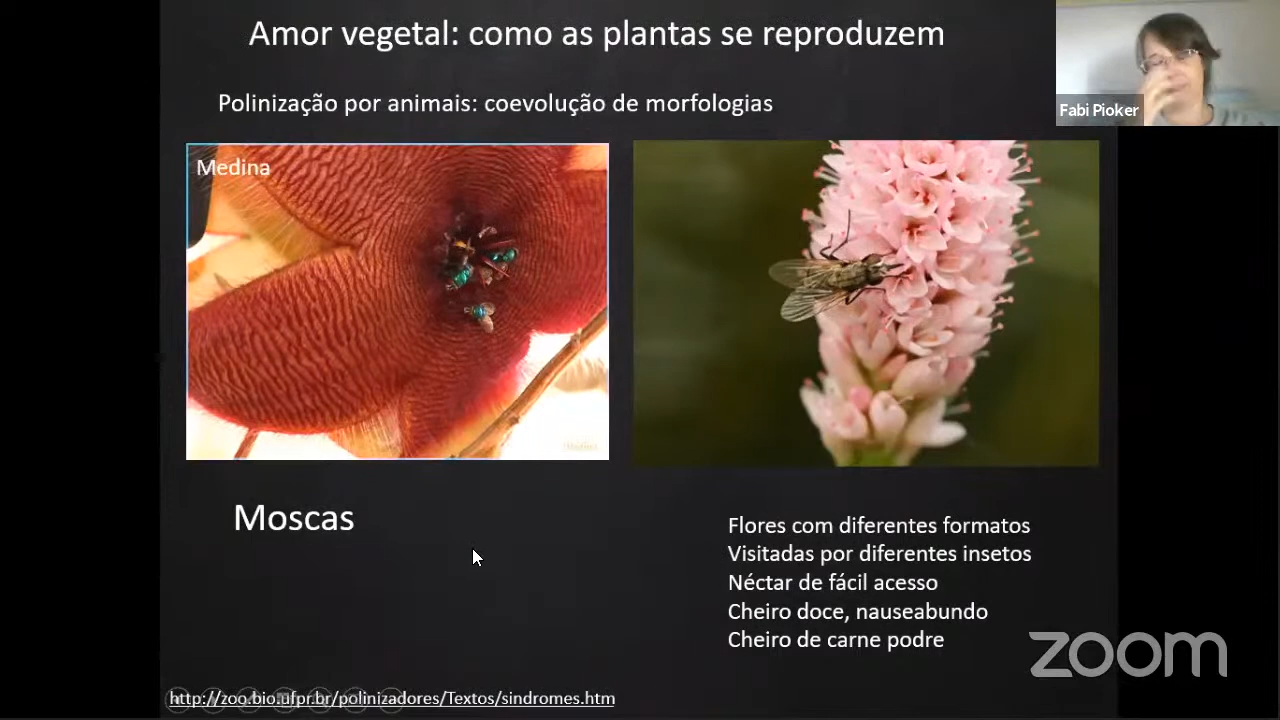 Amor vegetal: como as plantas se reproduzem
Fabi Pioker
Polinização por animais: coevolução de morfologias
Medina
Moscas
Flores com diferentes formatos
Visitadas por diferentes insetos
Néctar de fácil acesso
Cheiro doce, nauseabundo
Cheiro de carne podre
zoom
http://zoo.bio.ufpr.br/polinizadores/Textos/sindromes.htm